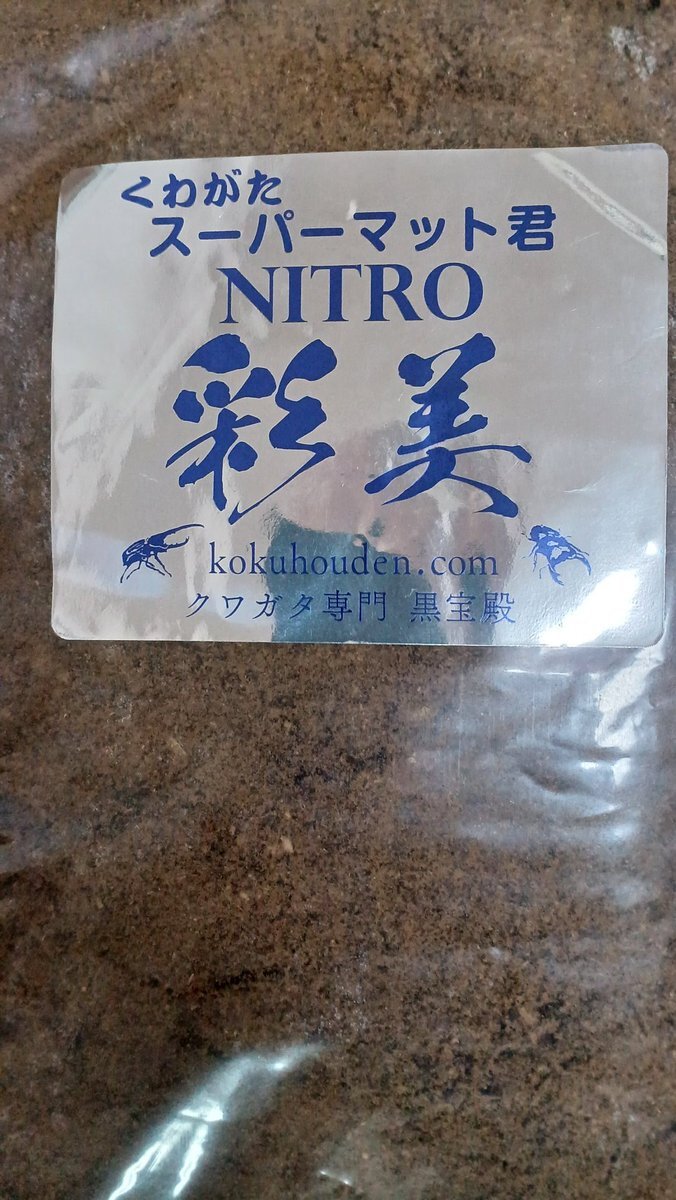 くわがた
スーパーマット君
NITRO
彩美
kokuhouden.com
クワガタ専門 黒宝殿